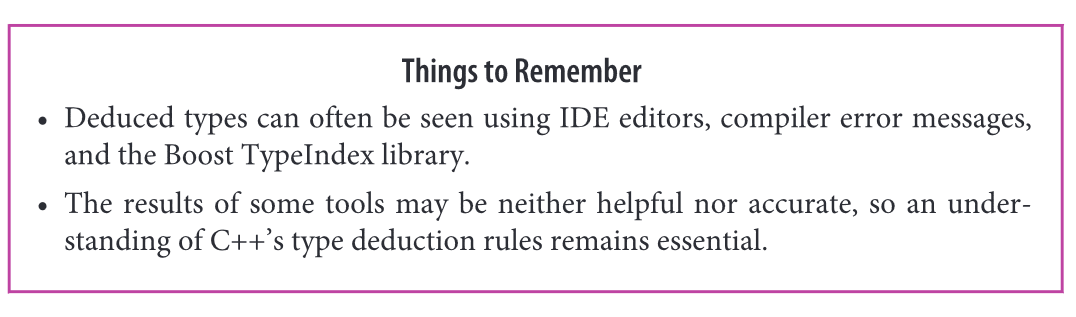 Things to Remember
• Deduced types can often be seen using IDE editors, compiler error messages,
and the Boost TypeIndex library.
• The results of some tools may be neither helpful nor accurate, so an under-
standing of C++’s type deduction rules remains essential.